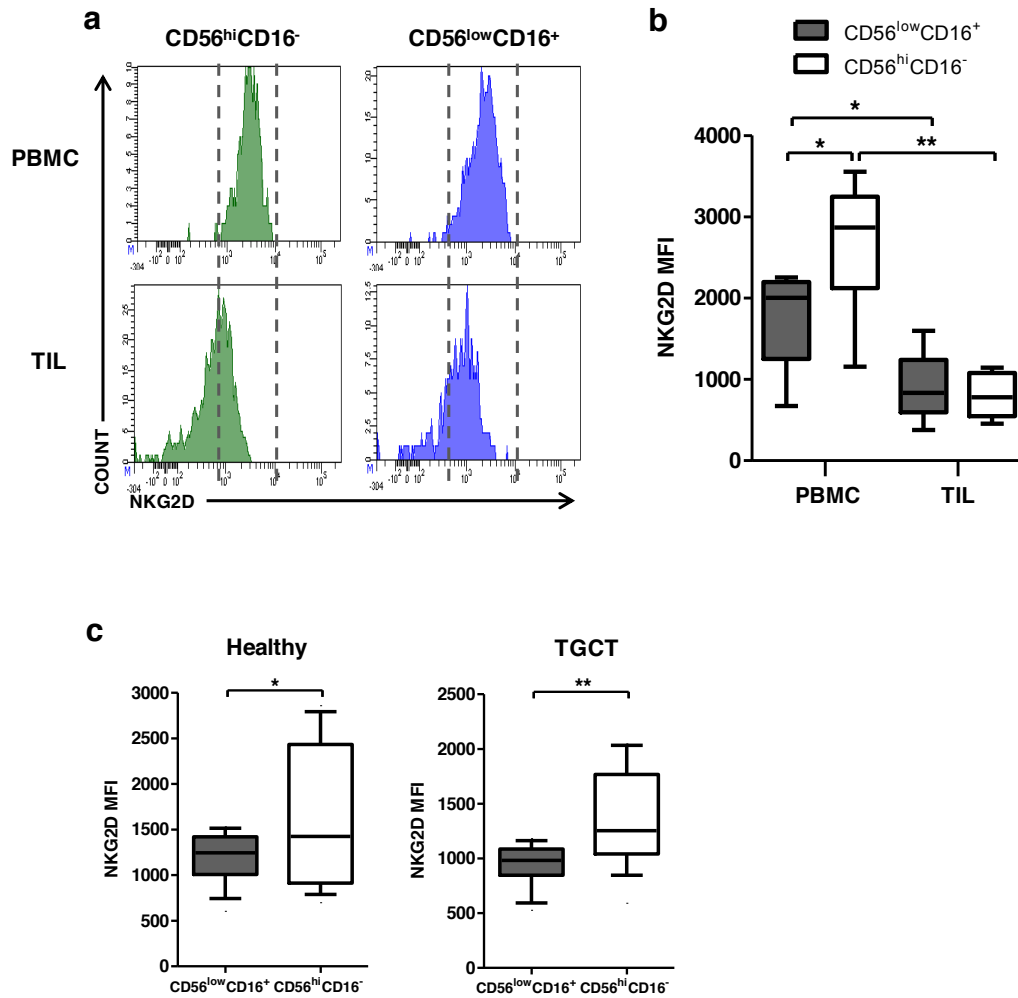 a
CD56hiCD16-
CD56lowCD16+
PBMC
TIL
COUNT
NKG2D
b
CD56lowCD16+
CD56hiCD16-
*
*
**
NKG2D MFI
4000
3000
2000
1000
0
PBMC
TIL
c
Healthy
*
NKG2D MFI
3000
2500
2000
1500
1000
500
0
CD56lowCD16+ CD56hiCD16-
TGCT
**
NKG2D MFI
2500
2000
1500
1000
500
0
CD56lowCD16+ CD56hiCD16-